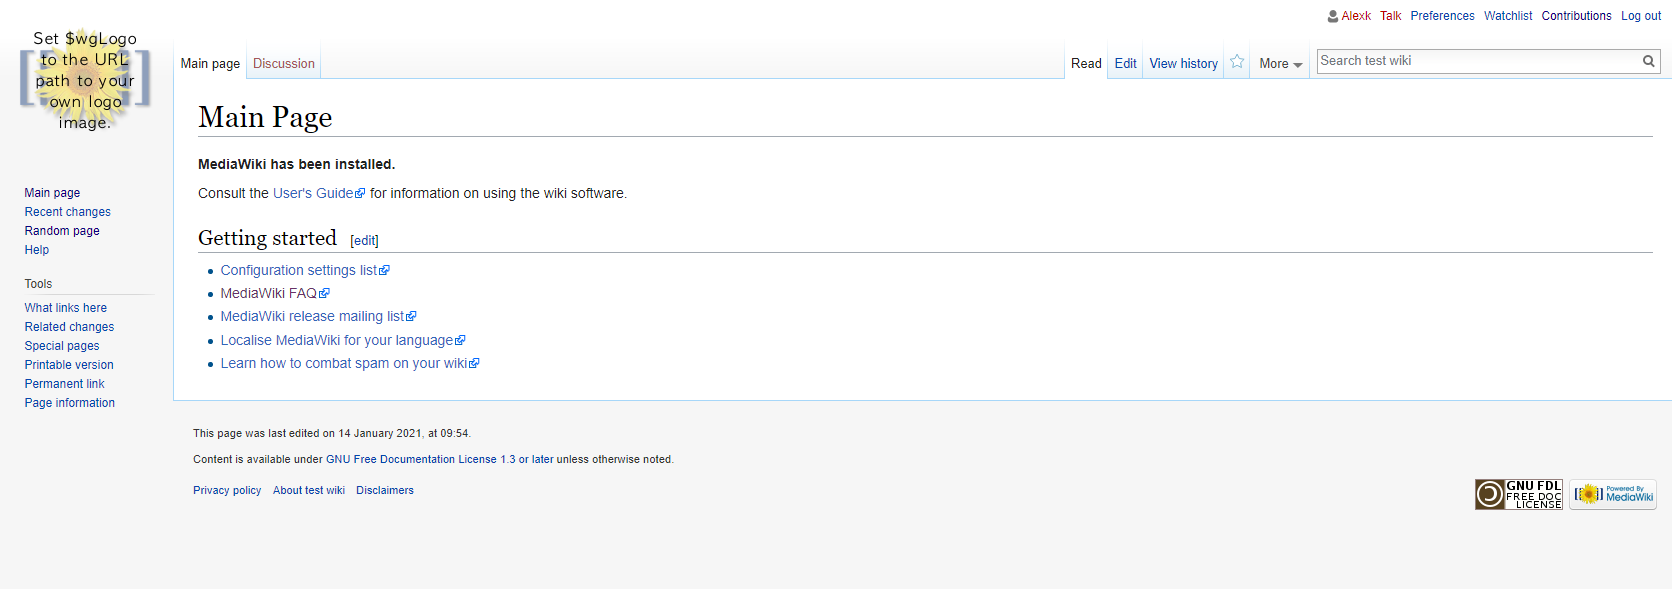 Alexk Talk Preferences Watchlist Contributions Log out
Set $wgLogo
to the URL
path to your
own logo
image.
Main page Discussion Read Edit View history More Search test wiki
Main Page
MediaWiki has been installed.
Consult the User's Guide for information on using the wiki software.
Getting started [edit]
Configuration settings list
MediaWiki FAQ
MediaWiki release mailing list
Localise MediaWiki for your language
Learn how to combat spam on your wiki
Main page
Recent changes
Random page
Help
Tools
What links here
Related changes
Special pages
Printable version
Permanent link
Page information
This page was last edited on 14 January 2021, at 09:54.
Content is available under GNU Free Documentation License 1.3 or later unless otherwise noted.
Privacy policy About test wiki Disclaimers
GNU FDL
FREE DOC
LICENSE
Powered By
MediaWiki